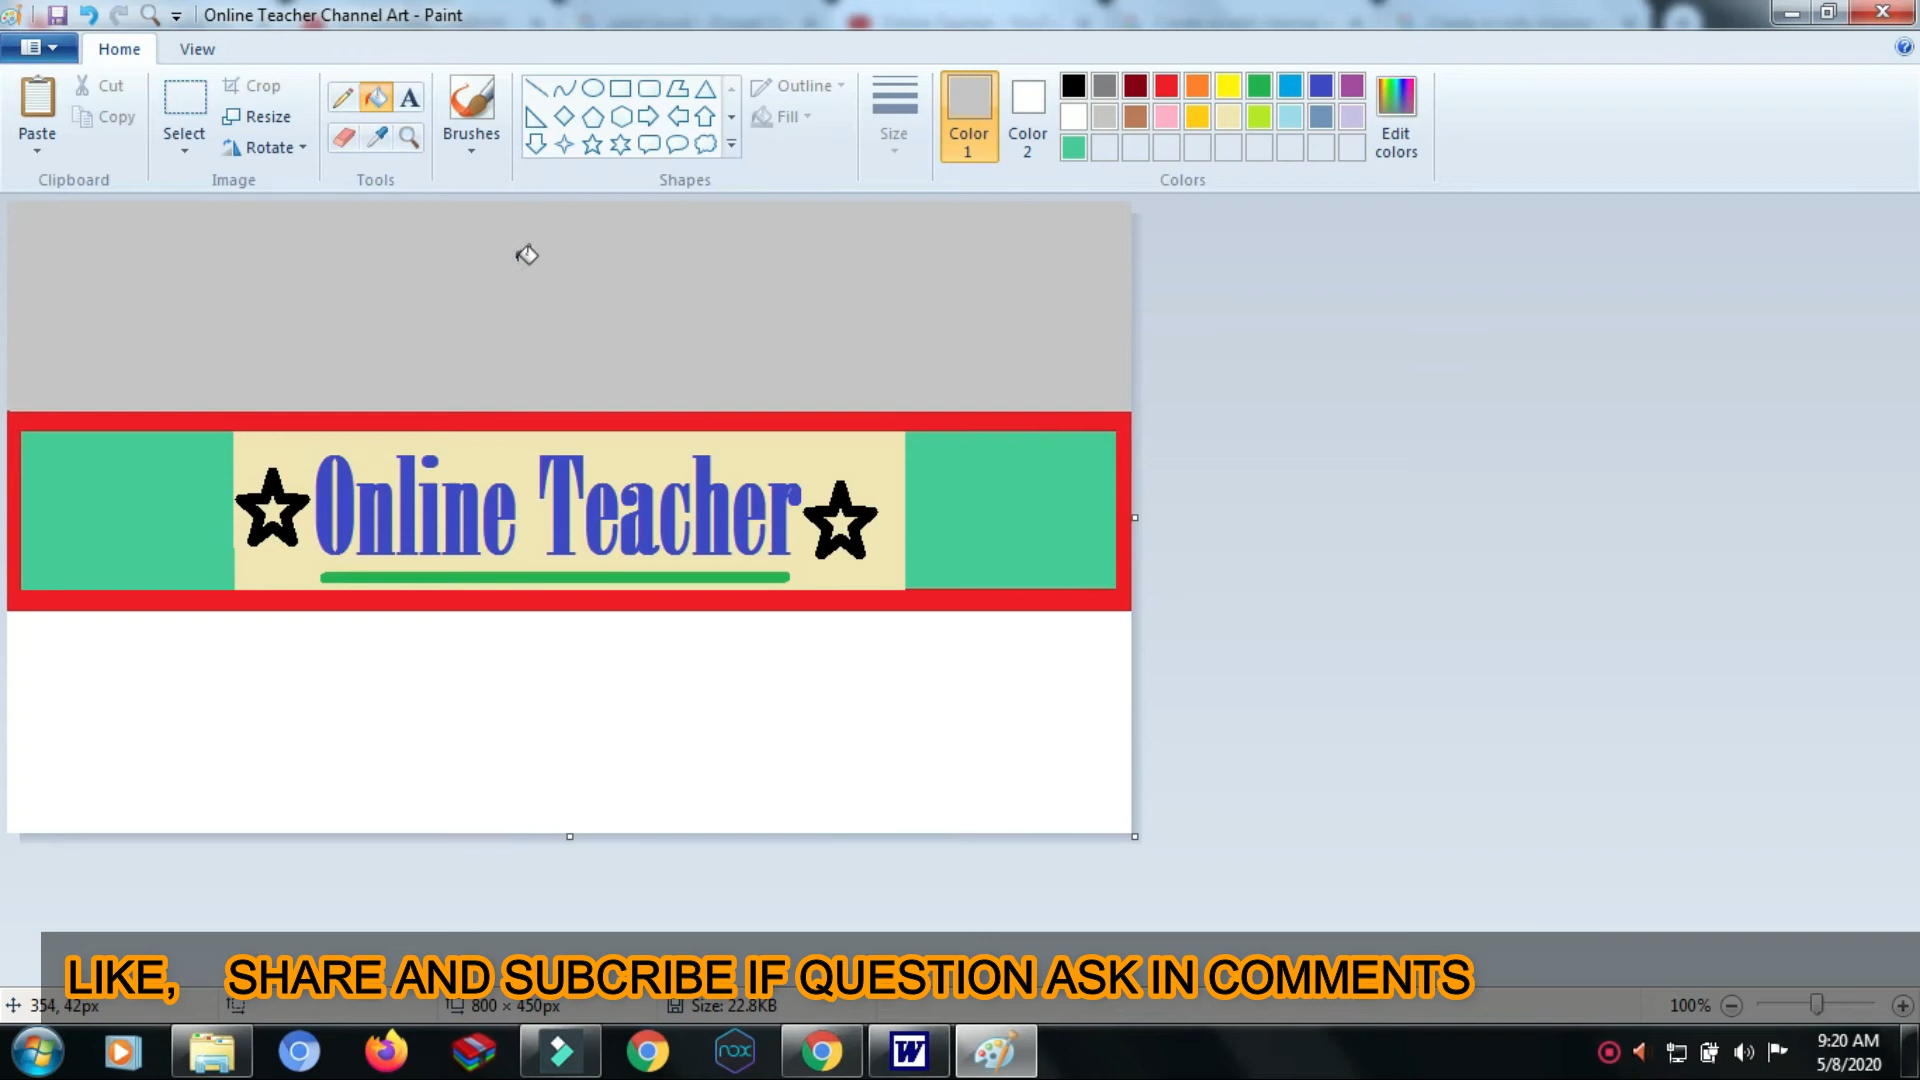 Online Teacher Channel Art - Paint
Home View
Paste
Cut
Copy
Clipboard
Select
Crop
Resize
Rotate
Image
A
Tools
Brushes
Outline
Fill
Shapes
Size
Color
1
Color
2
Edit
colors
Colors
Online Teacher
LIKE, SHARE AND SUBCRIBE IF QUESTION ASK IN COMMENTS
354, 42px
800 × 450px
Size: 22.8KB
100%
nox
W
9:20 AM
5/8/2020